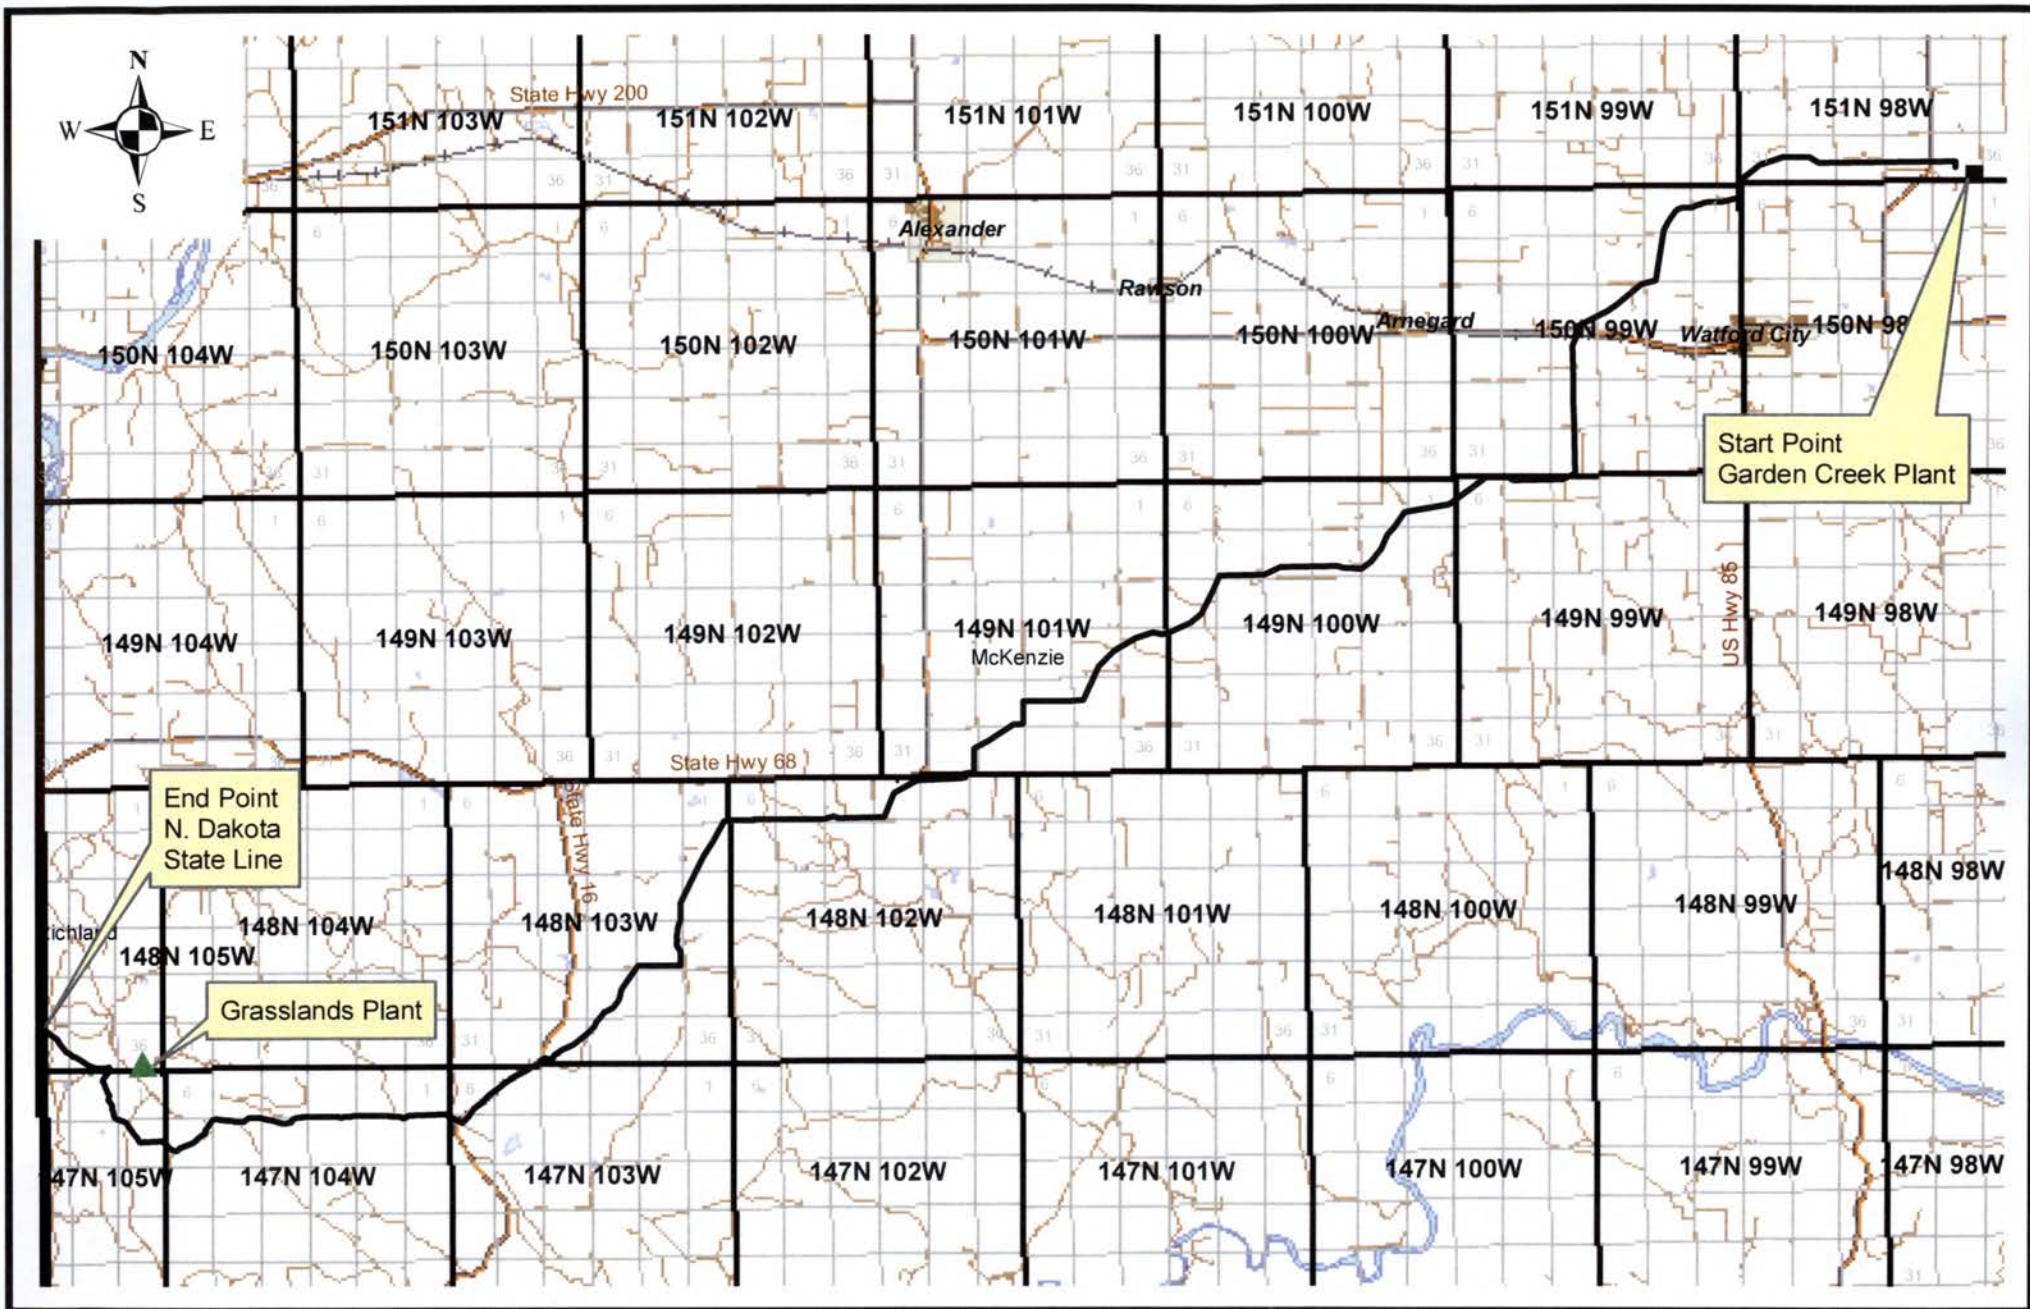 N
W E
S
State Hwy 200
151N 103W
151N 102W
151N 101W
151N 100W
151N 99W
151N 98W
Alexander
Rawson
Arnegard
Watford City
150N 104W
150N 103W
150N 102W
150N 101W
150N 100W
150N 99W
150N 98
Start Point
Garden Creek Plant
US Hwy 85
149N 104W
149N 103W
149N 102W
149N 101W
McKenzie
149N 100W
149N 99W
149N 98W
State Hwy 68
State Hwy 16
End Point
N. Dakota
State Line
ichland
148N 105W
148N 104W
148N 103W
148N 102W
148N 101W
148N 100W
148N 99W
148N 98W
Grasslands Plant
147N 105W
147N 104W
147N 103W
147N 102W
147N 101W
147N 100W
147N 99W
147N 98W